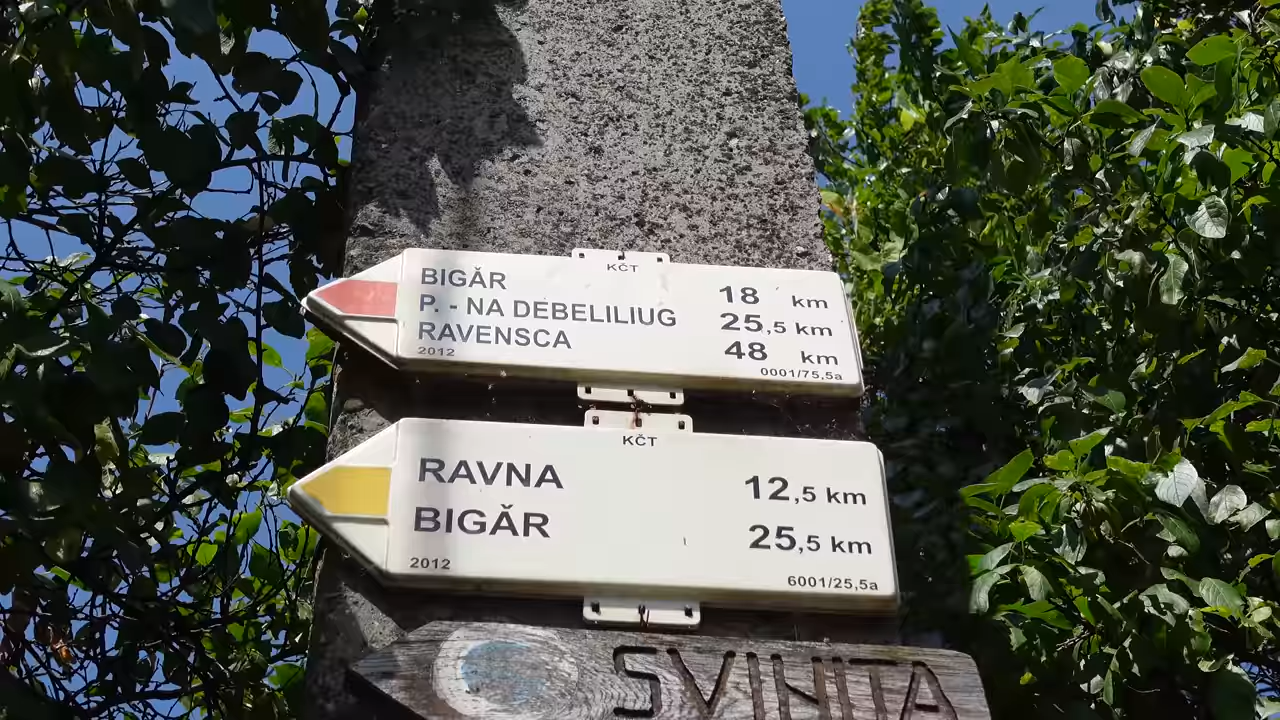 KČT
BIGĂR 18 km
P. - NA DEBELILIUG 25,5 km
RAVENSCA 48 km
2012 0001/75,5a
KČT
RAVNA 12,5 km
BIGĂR 25,5 km
2012 6001/25,5a
SVINITA